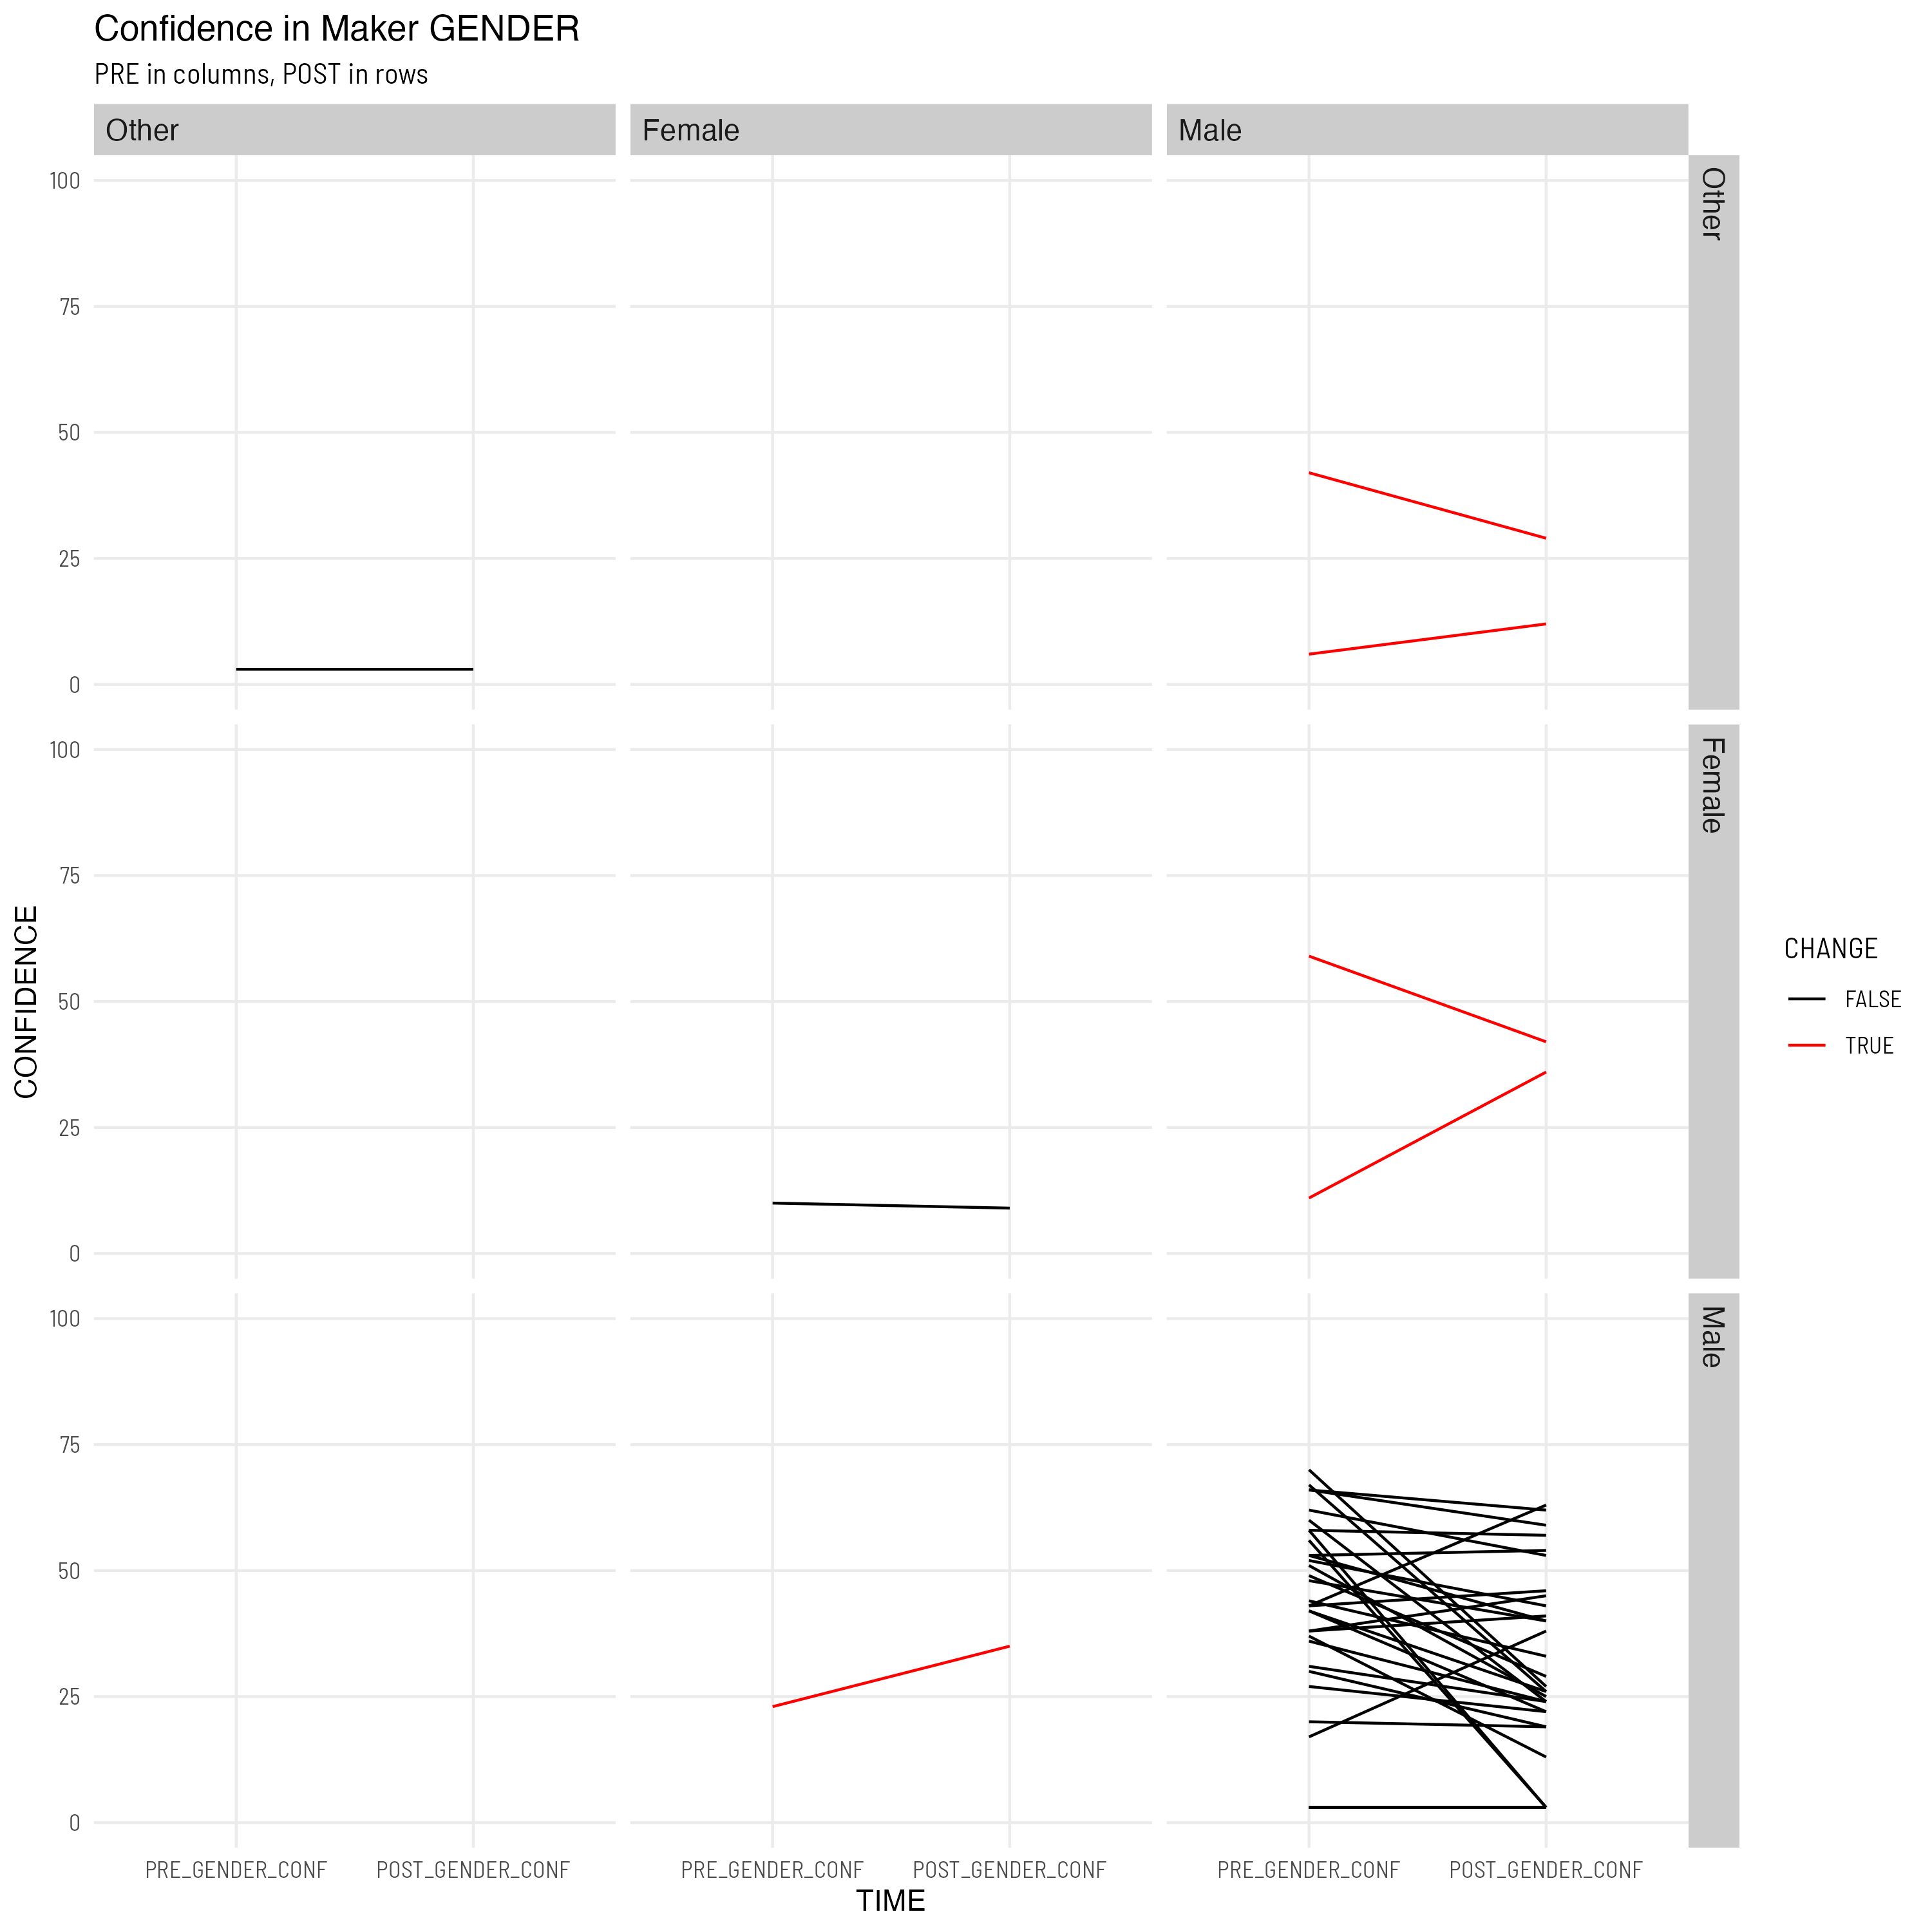 Confidence in Maker GENDER
PRE in columns, POST in rows
Other
Female
Male
Other
100
75
50
25
0
Female
100
75
50
25
0
Male
100
75
50
25
0
CONFIDENCE
CHANGE
FALSE
TRUE
PRE_GENDER_CONF
POST_GENDER_CONF
PRE_GENDER_CONF
POST_GENDER_CONF
PRE_GENDER_CONF
POST_GENDER_CONF
TIME